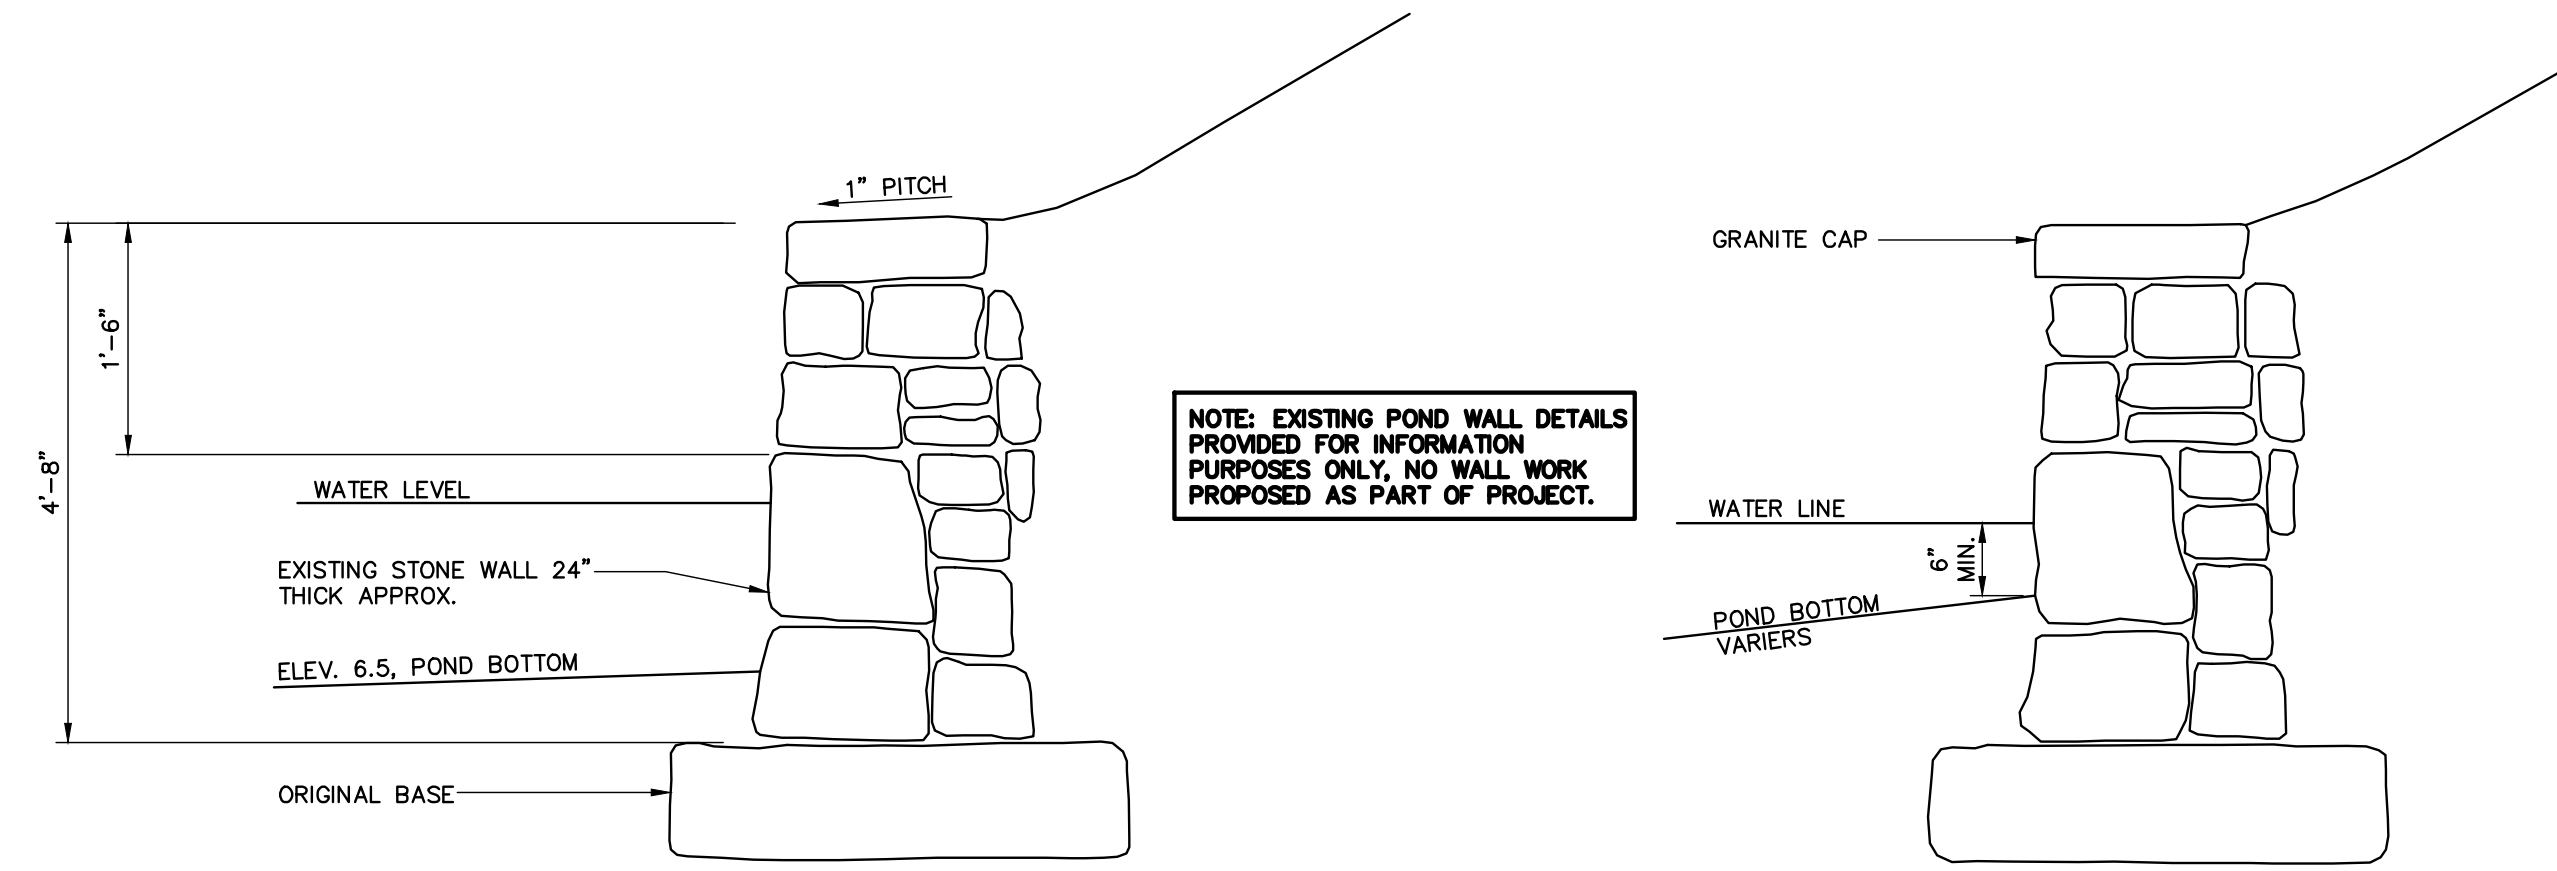 1" PITCH
1'-6"
4'-8"
WATER LEVEL
EXISTING STONE WALL 24"
THICK APPROX.
ELEV. 6.5, POND BOTTOM
ORIGINAL BASE
NOTE: EXISTING POND WALL DETAILS
PROVIDED FOR INFORMATION
PURPOSES ONLY, NO WALL WORK
PROPOSED AS PART OF PROJECT.
GRANITE CAP
WATER LINE
6"
MIN.
POND BOTTOM
VARIERS